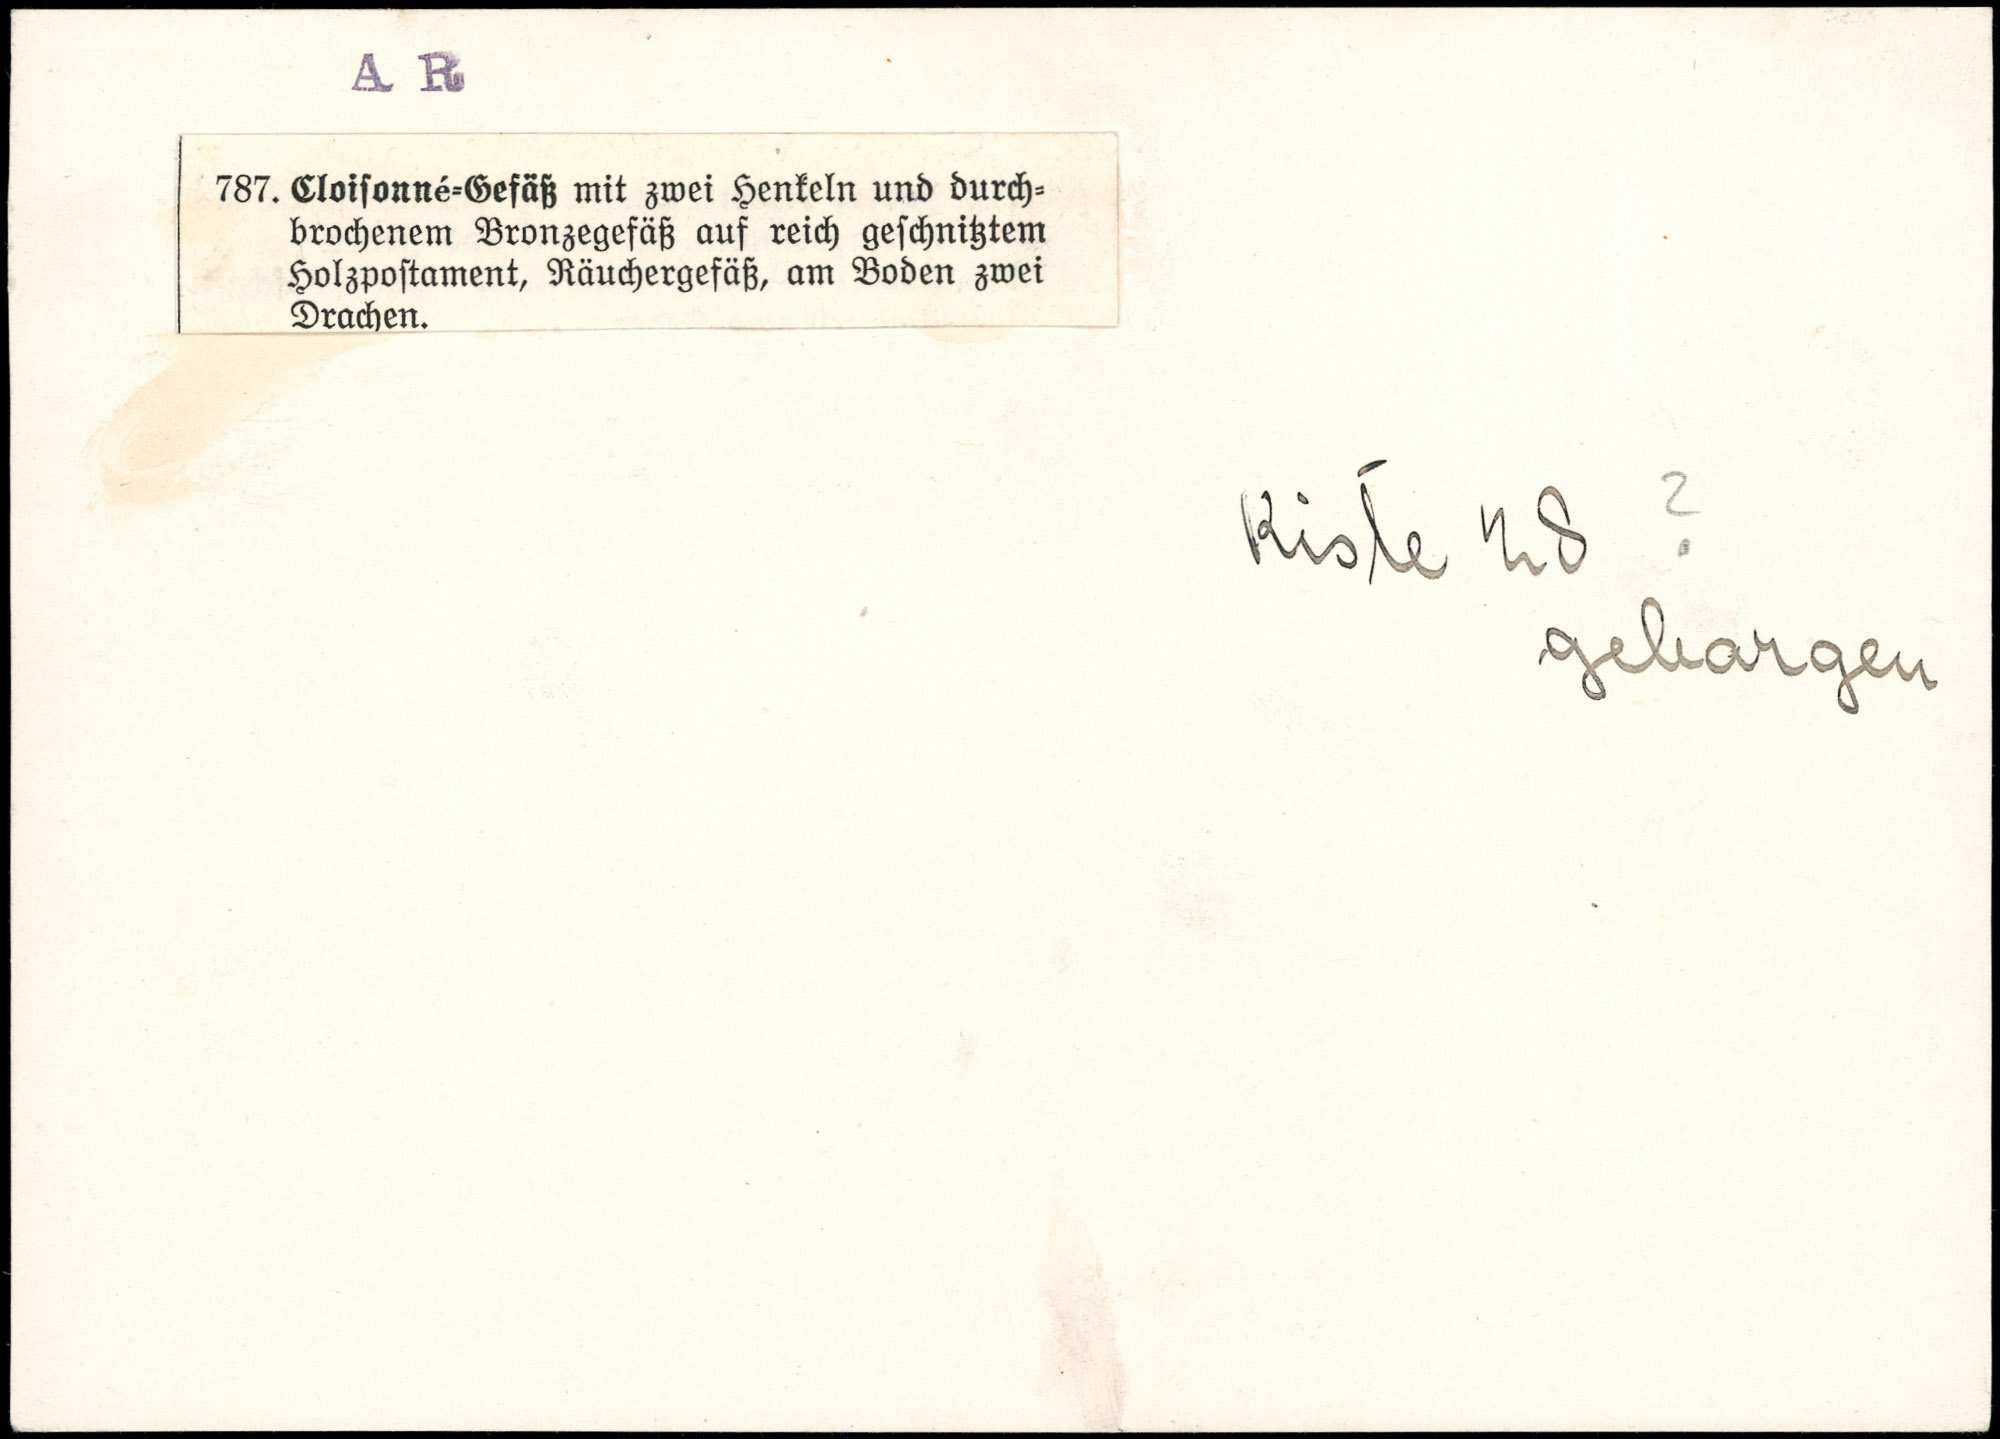 A R
787. Cloisonné-Gefäß mit zwei Henkeln und durch-
brochenem Bronzegefäß auf reich geschnitztem
Holzpostament, Räuchergefäß, am Boden zwei
Drachen.
Kiste 48 ?
geborgen